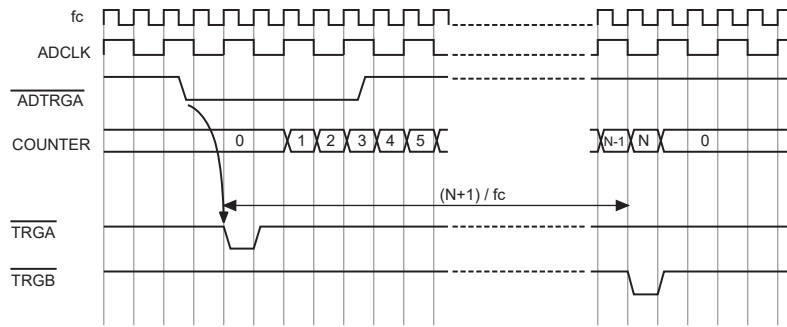 fc
ADCLK
ADTRGA
COUNTER 0 1 2 3 4 5 N-1 N 0
(N+1) / fc
TRGA
TRGB